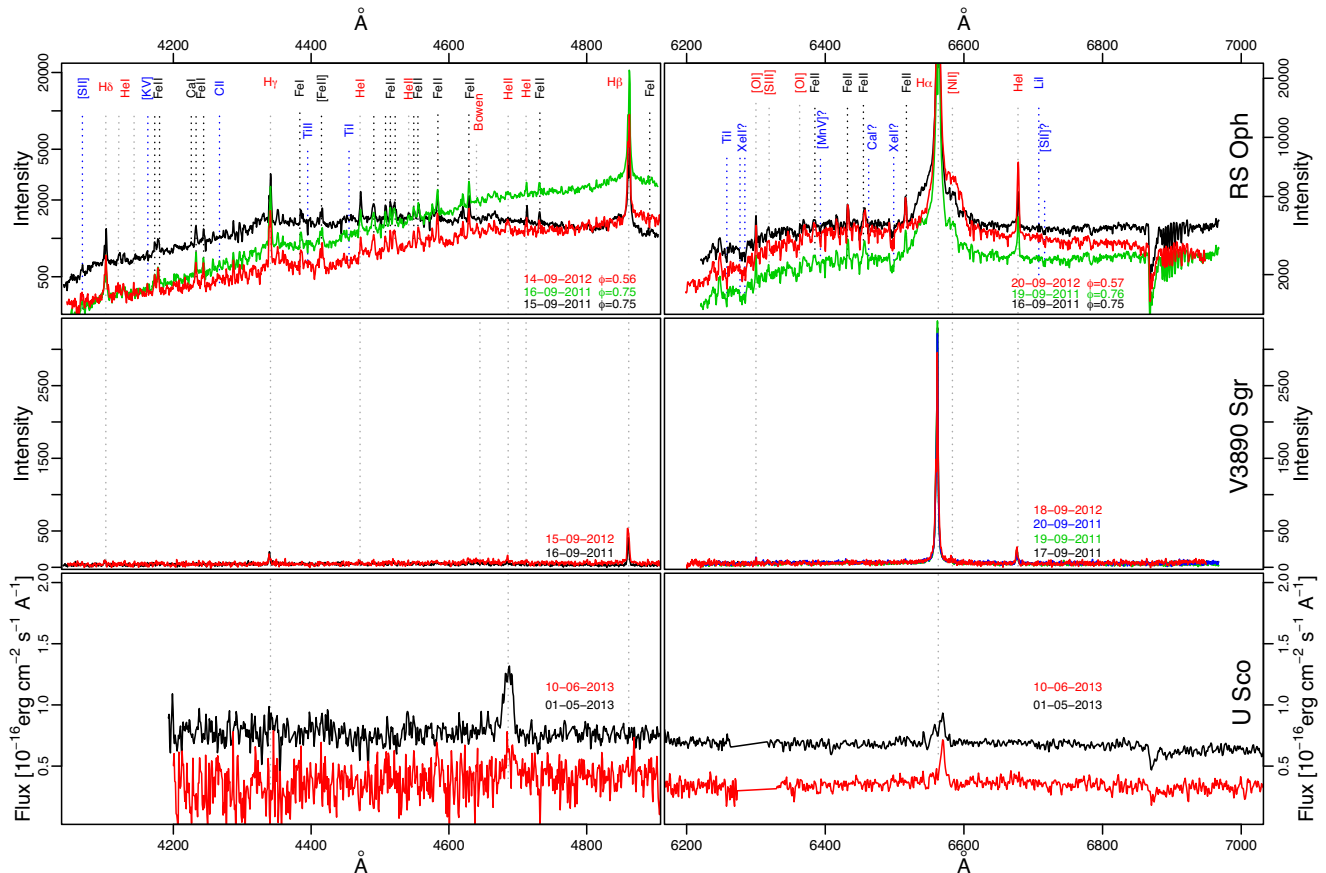 Å
Å
4200 4400 4600 4800
6200 6400 6600 6800 7000
[SII] Hδ HeI [KV] FeII CaI FeII CII Hγ FeI TiII [FeII] TiI HeI FeII HeII FeII FeII FeII Bowen HeII HeI FeII Hβ FeI
TiI XeII? [OI] [SIII] [OI] FeII [MnV]? FeII FeII CaI? XeII? FeII Hα [NII] HeI LiI [SII]?
Intensity
500 2000 5000 20000
14-09-2012 ϕ=0.56
16-09-2011 ϕ=0.75
15-09-2011 ϕ=0.75
20-09-2012 ϕ=0.57
19-09-2011 ϕ=0.76
16-09-2011 ϕ=0.75
2000 5000 10000 20000
Intensity
RS Oph
Intensity
0 500 1500 2500
15-09-2012
16-09-2011
18-09-2012
20-09-2011
19-09-2011
17-09-2011
0 500 1500 2500
Intensity
V3890 Sgr
Flux [10−16erg cm−2 s−1 A−1]
0.5 1.0 1.5 2.0
10-06-2013
01-05-2013
10-06-2013
01-05-2013
0.5 1.0 1.5 2.0
Flux [10−16erg cm−2 s−1 A−1]
U Sco
4200 4400 4600 4800
6200 6400 6600 6800 7000
Å
Å